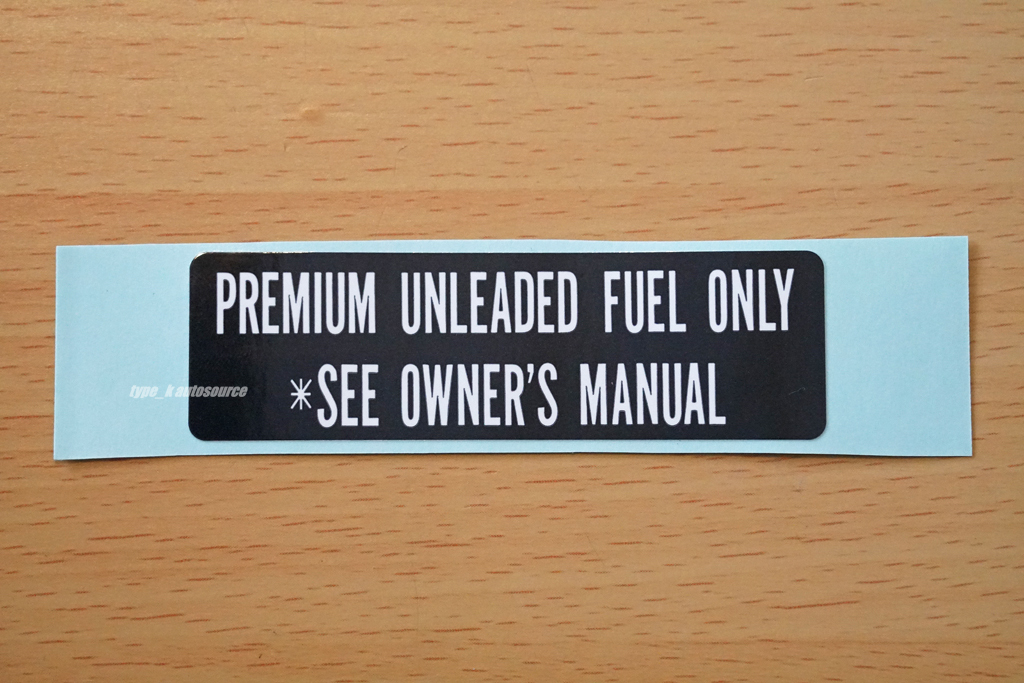 PREMIUM UNLEADED FUEL ONLY
*SEE OWNER'S MANUAL
type_k autosource